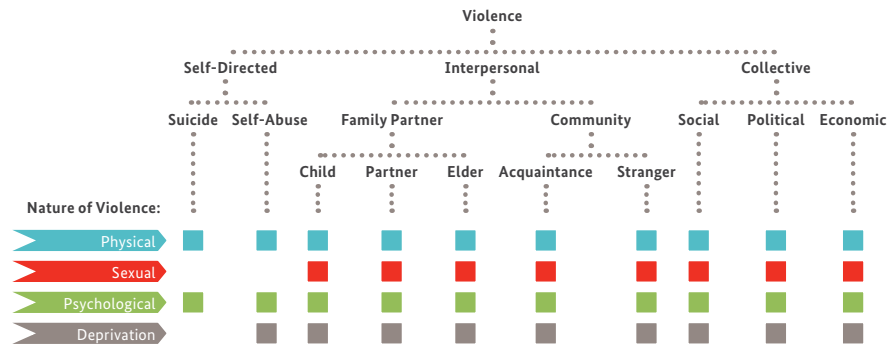 Violence
Self-Directed Interpersonal Collective
Suicide Self-Abuse Family Partner Community Social Political Economic
Child Partner Elder Acquaintance Stranger
Nature of Violence:
Physical
Sexual
Psychological
Deprivation